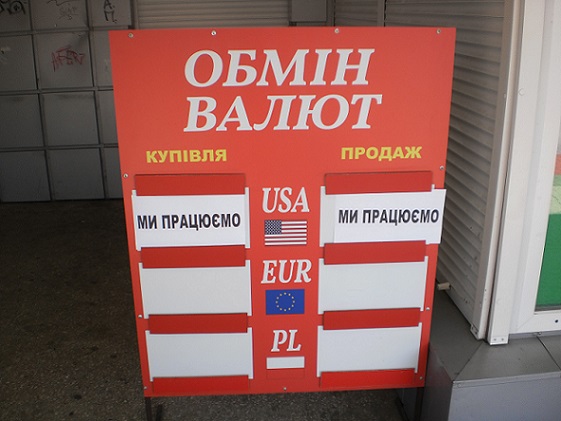 ОБМІН
ВАЛЮТ
КУПІВЛЯ
ПРОДАЖ
МИ ПРАЦЮЄМО
USA
МИ ПРАЦЮЄМО
EUR
PL